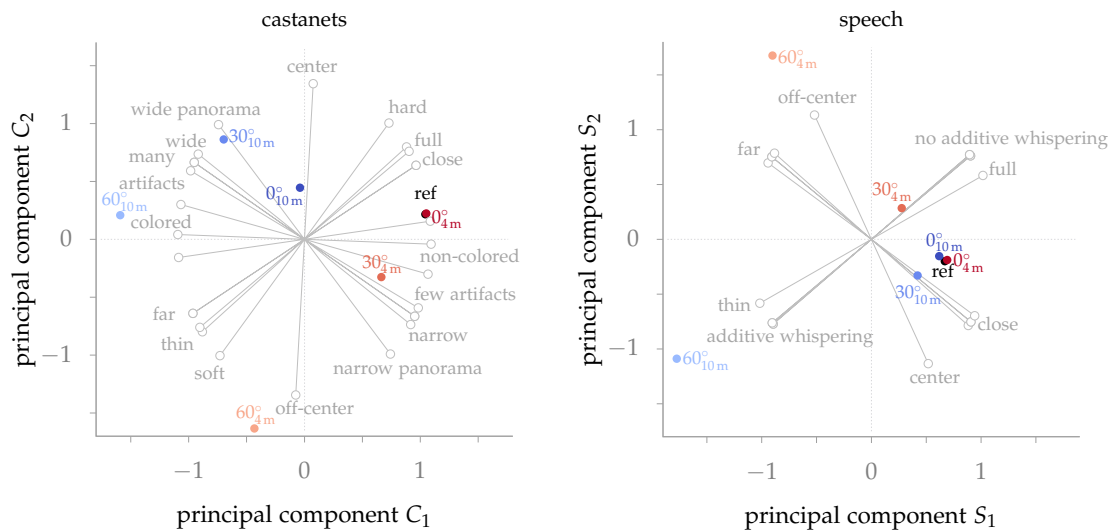 castanets
principal component C₂
1
0
−1
−1
0
1
principal component C₁
center
wide panorama
hard
30°10 m
wide
full
many
close
artifacts
0°10 m
ref
60°10 m
0°4 m
colored
non-colored
30°4 m
few artifacts
far
narrow
thin
soft
narrow panorama
off-center
60°4 m
speech
principal component S₂
1
0
−1
−1
0
1
principal component S₁
60°4 m
off-center
no additive whispering
far
full
30°4 m
0°10 m
0°4 m
ref
30°10 m
thin
additive whispering
close
60°10 m
center